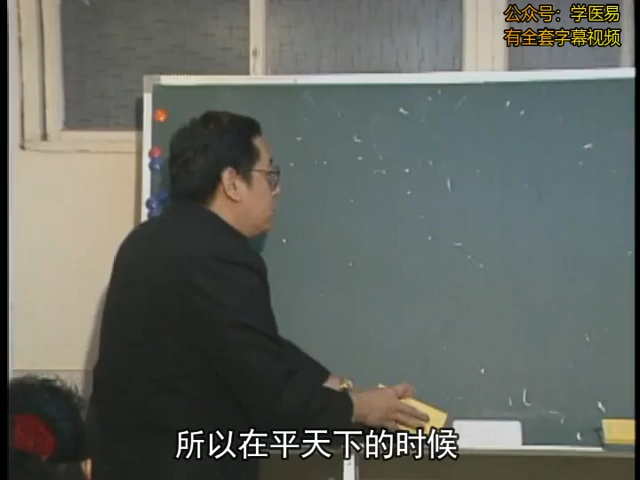 公众号：学医易
有全套字幕视频
所以在平天下的时候